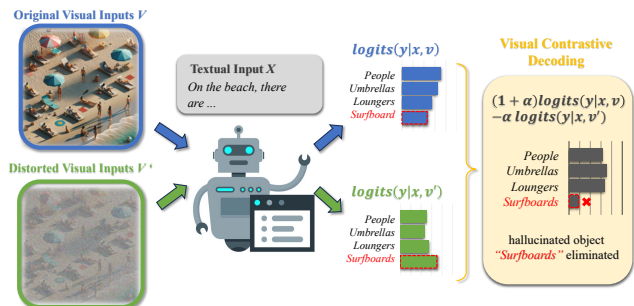 Original Visual Inputs V
Distorted Visual Inputs V '
Textual Input X
On the beach, there
are ...
logits(y|x, v)
People
Umbrellas
Loungers
Surfboard
logits(y|x, v')
People
Umbrellas
Loungers
Surfboards
Visual Contrastive
Decoding
(1 + α)logits(y|x, v)
−α logits(y|x, v')
People
Umbrellas
Loungers
Surfboards
hallucinated object
“Surfboards” eliminated